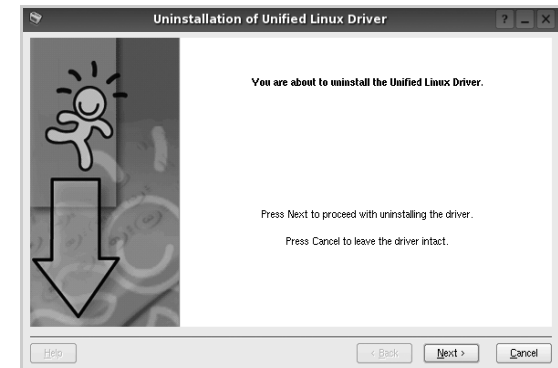 Uninstallation of Unified Linux Driver
You are about to uninstall the Unified Linux Driver.
Press Next to proceed with uninstalling the driver.
Press Cancel to leave the driver intact.
Help
< Back
Next >
Cancel